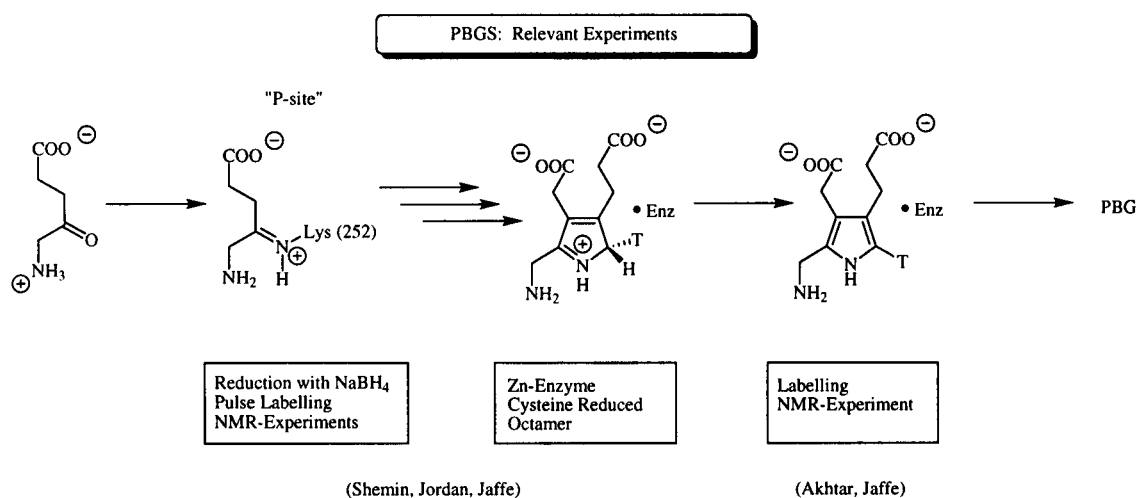 PBGS: Relevant Experiments
"P-site"
COO ⊖
O
NH3
⊕
COO ⊖
Lys (252)
N
⊕
H
NH2
⊖ OOC
COO ⊖
• Enz
⊕
N
H
T
H
NH2
⊖ OOC
COO ⊖
• Enz
N
H
T
NH2
PBG
Reduction with NaBH4
Pulse Labelling
NMR-Experiments
Zn-Enzyme
Cysteine Reduced
Octamer
Labelling
NMR-Experiment
(Shemin, Jordan, Jaffe)
(Akhtar, Jaffe)